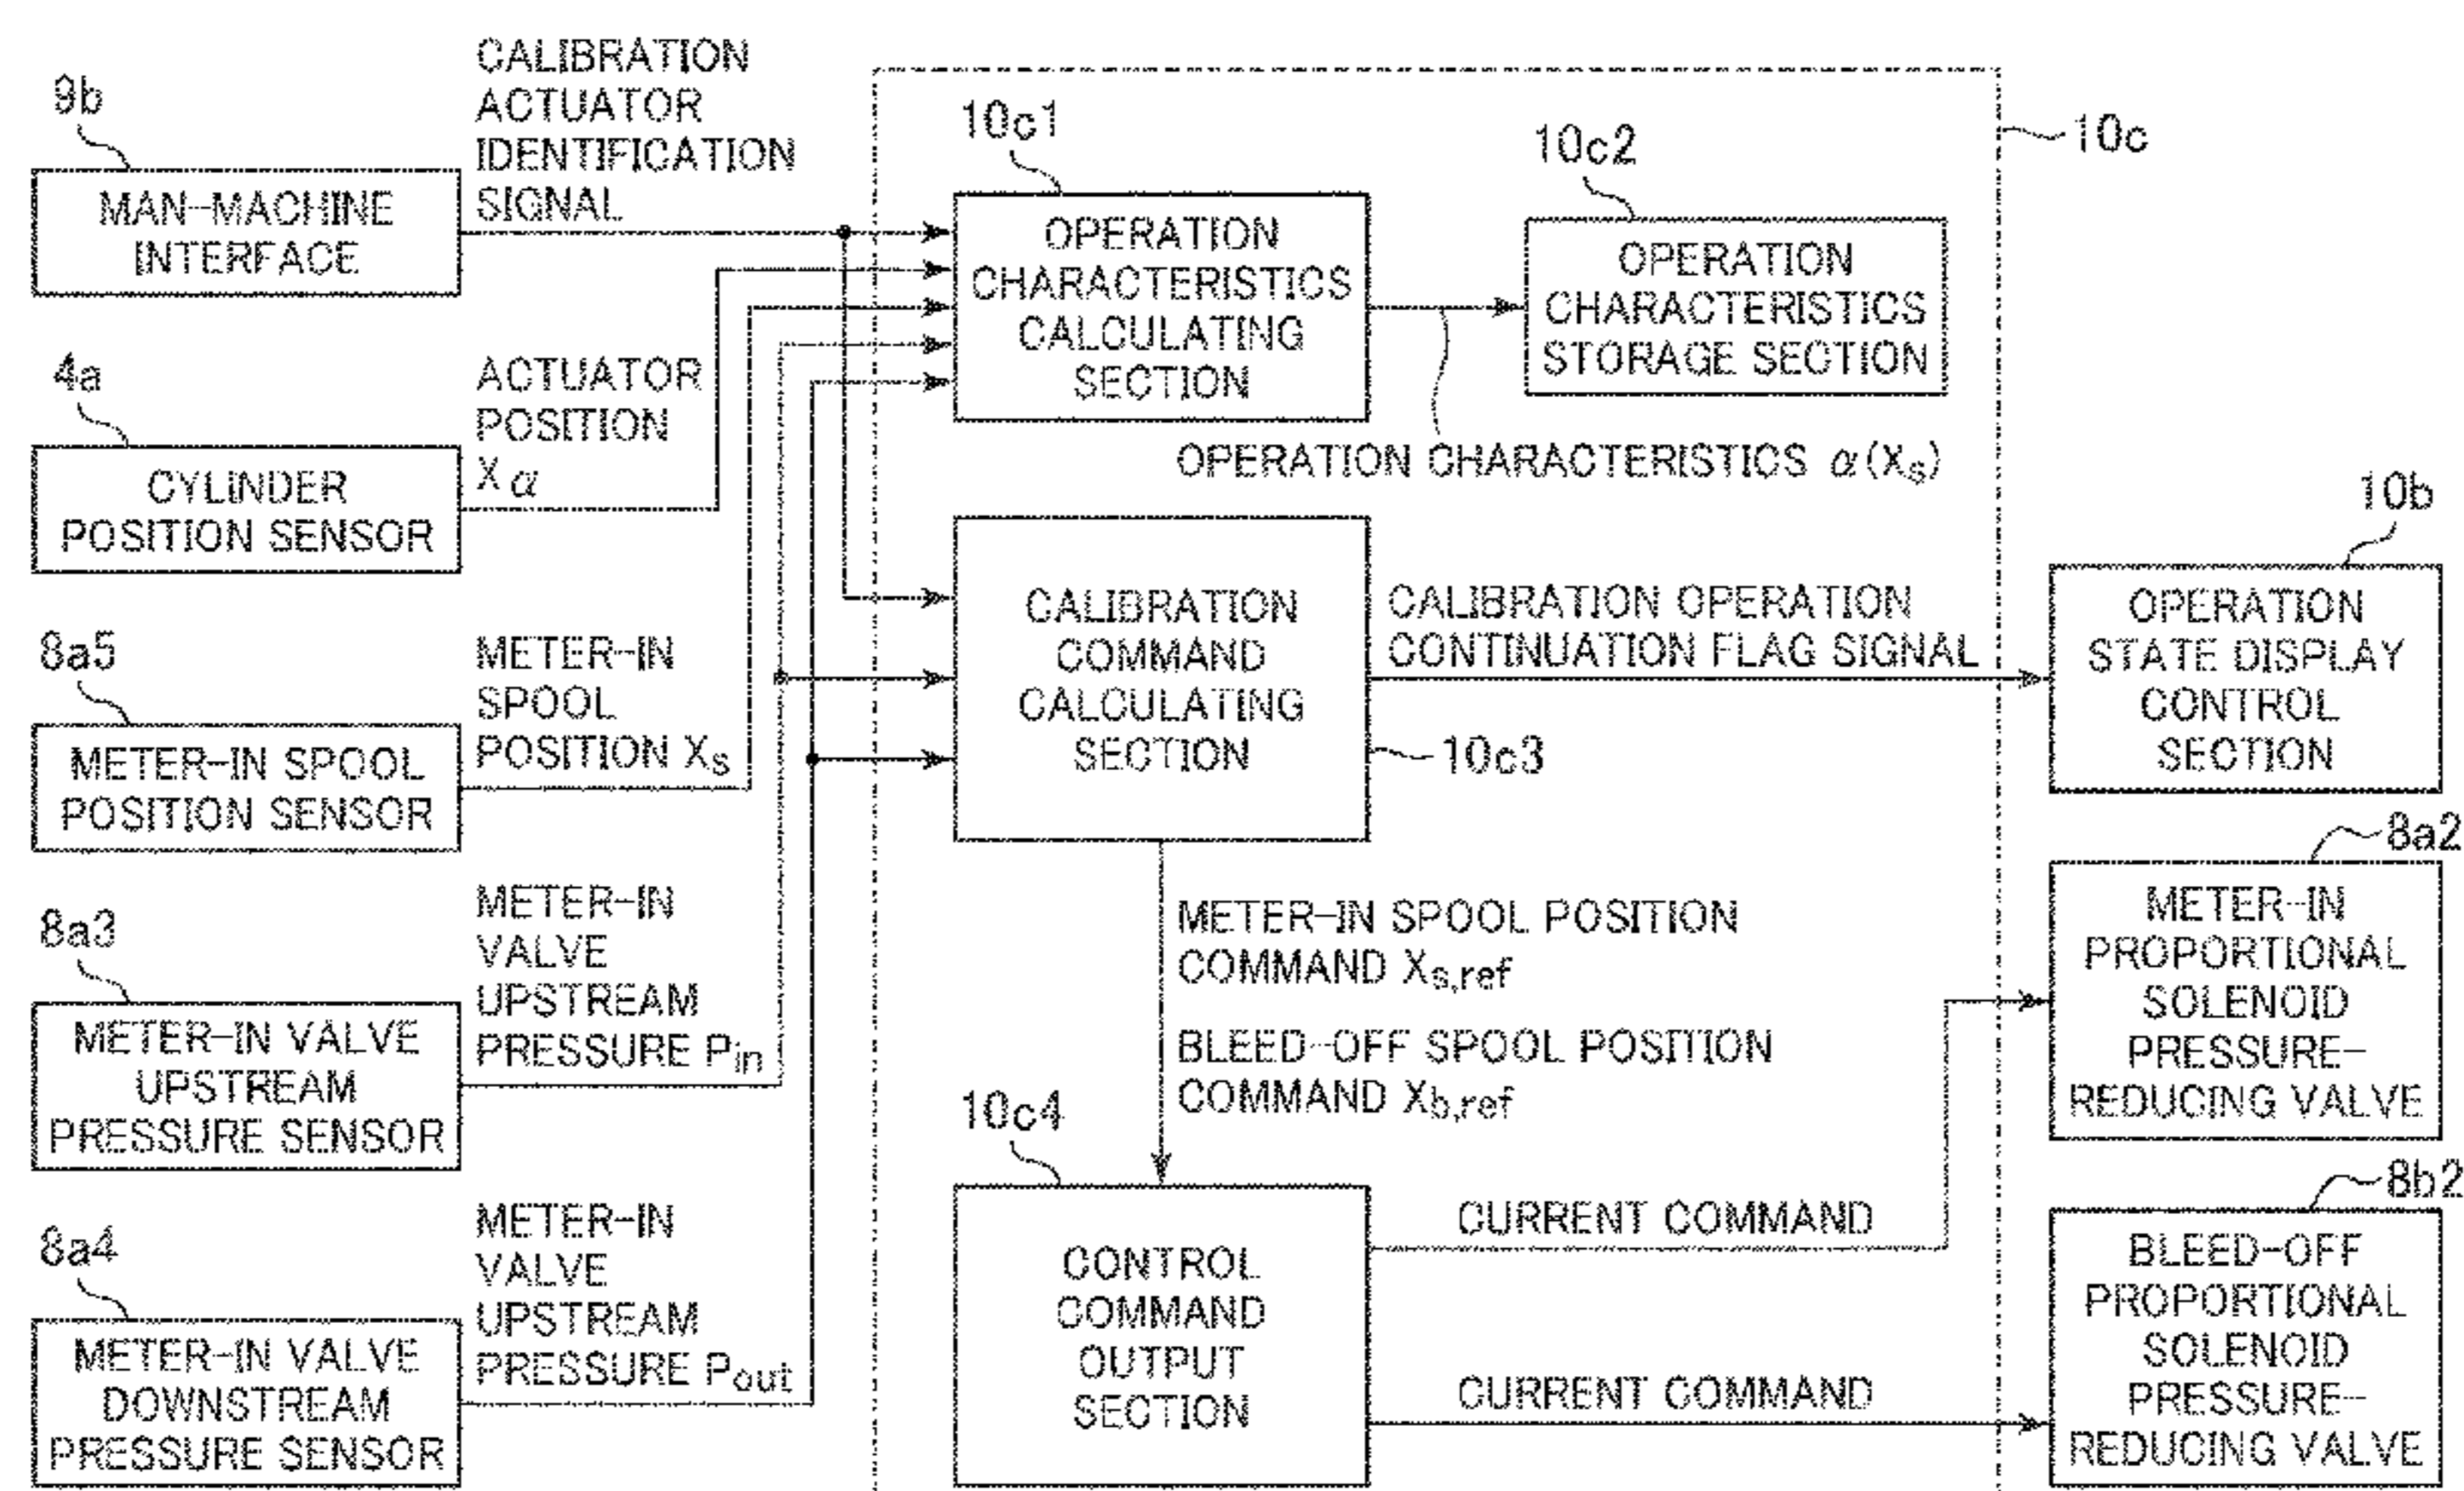 9b
MAN-MACHINE
INTERFACE
CALIBRATION
ACTUATOR
IDENTIFICATION
SIGNAL
4a
CYLINDER
POSITION SENSOR
ACTUATOR
POSITION
Xα
8a5
METER-IN SPOOL
POSITION SENSOR
METER-IN
SPOOL
POSITION Xs
8a3
METER-IN VALVE
UPSTREAM
PRESSURE SENSOR
METER-IN
VALVE
UPSTREAM
PRESSURE Pin
8a4
METER-IN VALVE
DOWNSTREAM
PRESSURE SENSOR
METER-IN
VALVE
UPSTREAM
PRESSURE Pout
10c
10c1
OPERATION
CHARACTERISTICS
CALCULATING
SECTION
10c2
OPERATION
CHARACTERISTICS
STORAGE SECTION
OPERATION CHARACTERISTICS α(Xs)
CALIBRATION
COMMAND
CALCULATING
SECTION
10c3
CALIBRATION OPERATION
CONTINUATION FLAG SIGNAL
METER-IN SPOOL POSITION
COMMAND Xs,ref
BLEED-OFF SPOOL POSITION
COMMAND Xb,ref
10c4
CONTROL
COMMAND
OUTPUT
SECTION
CURRENT COMMAND
CURRENT COMMAND
10b
OPERATION
STATE DISPLAY
CONTROL
SECTION
8a2
METER-IN
PROPORTIONAL
SOLENOID
PRESSURE-
REDUCING VALVE
8b2
BLEED-OFF
PROPORTIONAL
SOLENOID
PRESSURE-
REDUCING VALVE